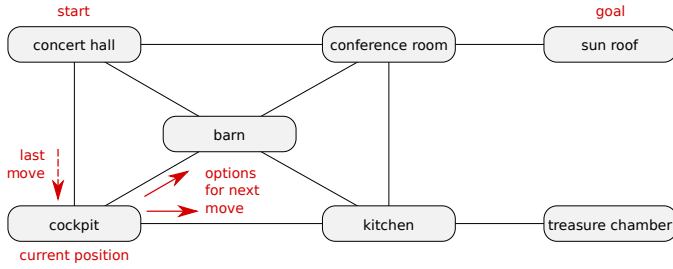 start
goal
concert hall
conference room
sun roof
barn
last
move
options
for next
move
cockpit
kitchen
treasure chamber
current position